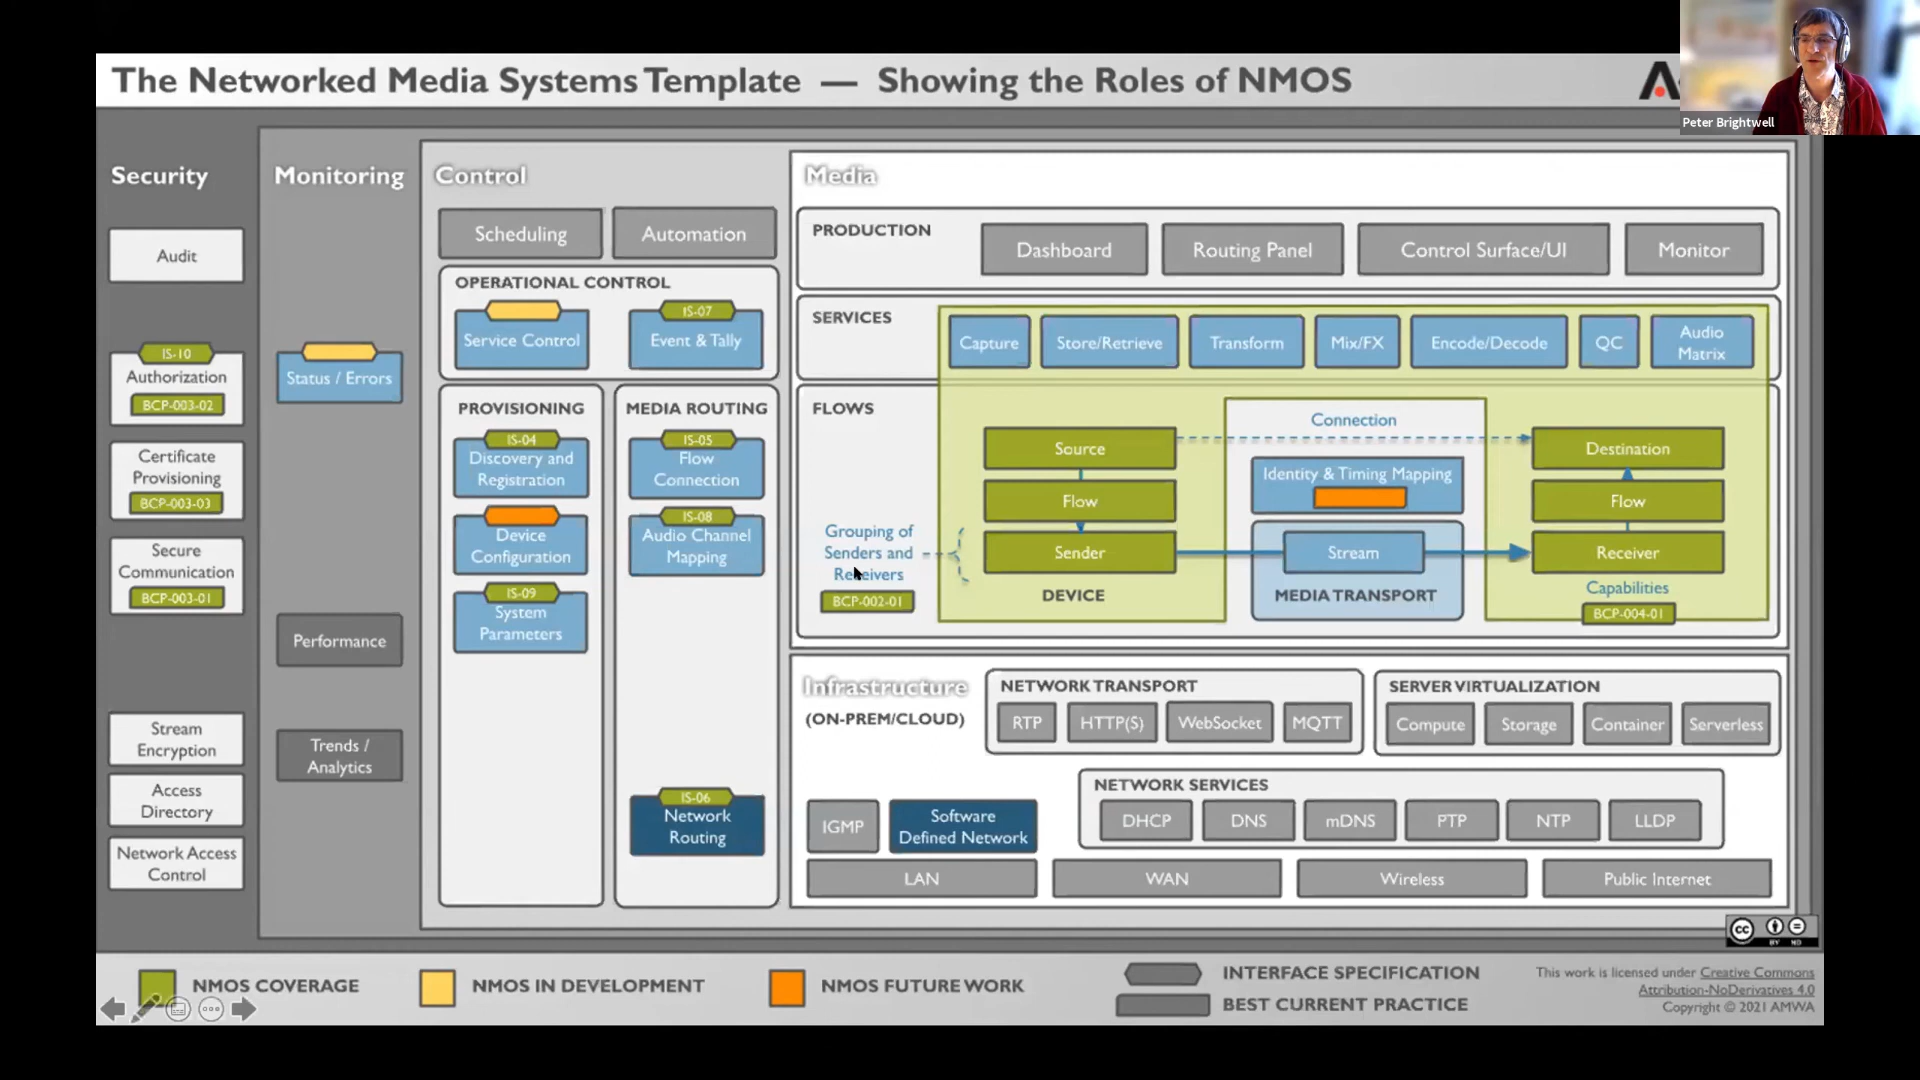 The Networked Media Systems Template — Showing the Roles of NMOS
Peter Brightwell
Security
Audit
IS-10
Authorization
BCP-003-02
Certificate
Provisioning
BCP-003-03
Secure
Communication
BCP-003-01
Stream
Encryption
Access
Directory
Network Access
Control
Monitoring
Status / Errors
Performance
Trends /
Analytics
Control
Scheduling
Automation
OPERATIONAL CONTROL
Service Control
IS-07
Event & Tally
PROVISIONING
IS-04
Discovery and
Registration
Device
Configuration
IS-09
System
Parameters
MEDIA ROUTING
IS-05
Flow
Connection
IS-08
Audio Channel
Mapping
IS-06
Network
Routing
Media
PRODUCTION
Dashboard
Routing Panel
Control Surface/UI
Monitor
SERVICES
Capture
Store/Retrieve
Transform
Mix/FX
Encode/Decode
QC
Audio
Matrix
FLOWS
Grouping of
Senders and
Receivers
BCP-002-01
Source
Flow
Sender
DEVICE
Connection
Identity & Timing Mapping
Stream
MEDIA TRANSPORT
Destination
Flow
Receiver
Capabilities
BCP-004-01
Infrastructure
(ON-PREM/CLOUD)
NETWORK TRANSPORT
RTP
HTTP(S)
WebSocket
MQTT
SERVER VIRTUALIZATION
Compute
Storage
Container
Serverless
NETWORK SERVICES
DHCP
DNS
mDNS
PTP
NTP
LLDP
IGMP
Software
Defined Network
LAN
WAN
Wireless
Public Internet
cc
BY ND
NMOS COVERAGE
NMOS IN DEVELOPMENT
NMOS FUTURE WORK
INTERFACE SPECIFICATION
BEST CURRENT PRACTICE
This work is licensed under Creative Commons
Attribution-NoDerivatives 4.0
Copyright © 2021 AMWA